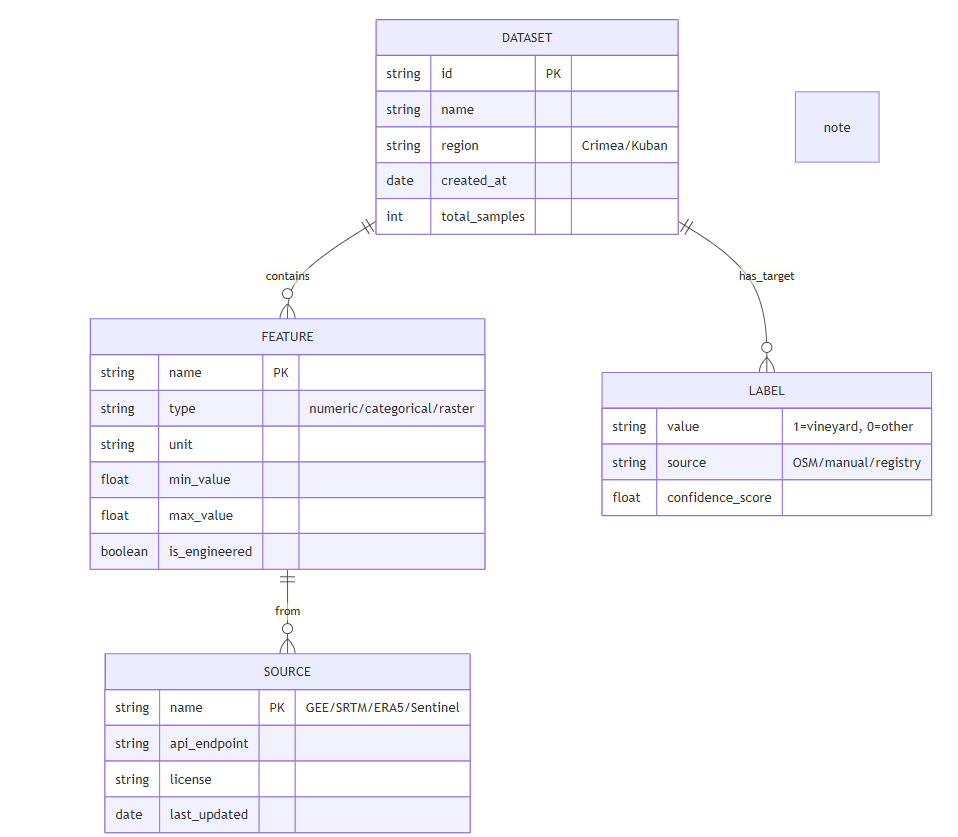 DATASET
string id PK
string name
string region Crimea/Kuban
date created_at
int total_samples
note
contains
has_target
FEATURE
string name PK
string type numeric/categorical/raster
string unit
float min_value
float max_value
boolean is_engineered
LABEL
string value 1=vineyard, 0=other
string source OSM/manual/registry
float confidence_score
from
SOURCE
string name PK GEE/SRTM/ERA5/Sentinel
string api_endpoint
string license
date last_updated